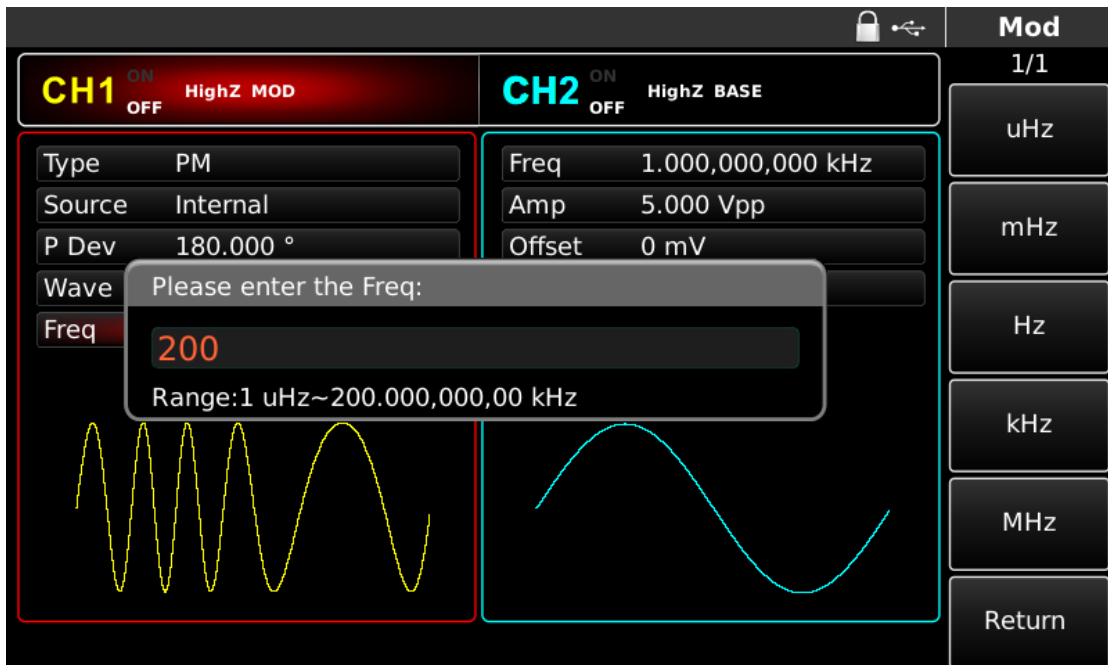 Mod
1/1
CH1 ON OFF HighZ MOD
CH2 ON OFF HighZ BASE
Type PM
Source Internal
P Dev 180.000 °
Wave
Freq
Freq 1.000,000,000 kHz
Amp 5.000 Vpp
Offset 0 mV
Please enter the Freq:
200
Range:1 uHz~200.000,000,00 kHz
uHz
mHz
Hz
kHz
MHz
Return